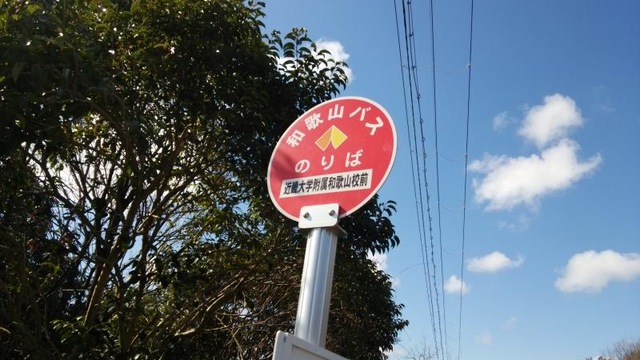 和歌山バス
のりば
近畿大学附属和歌山校前